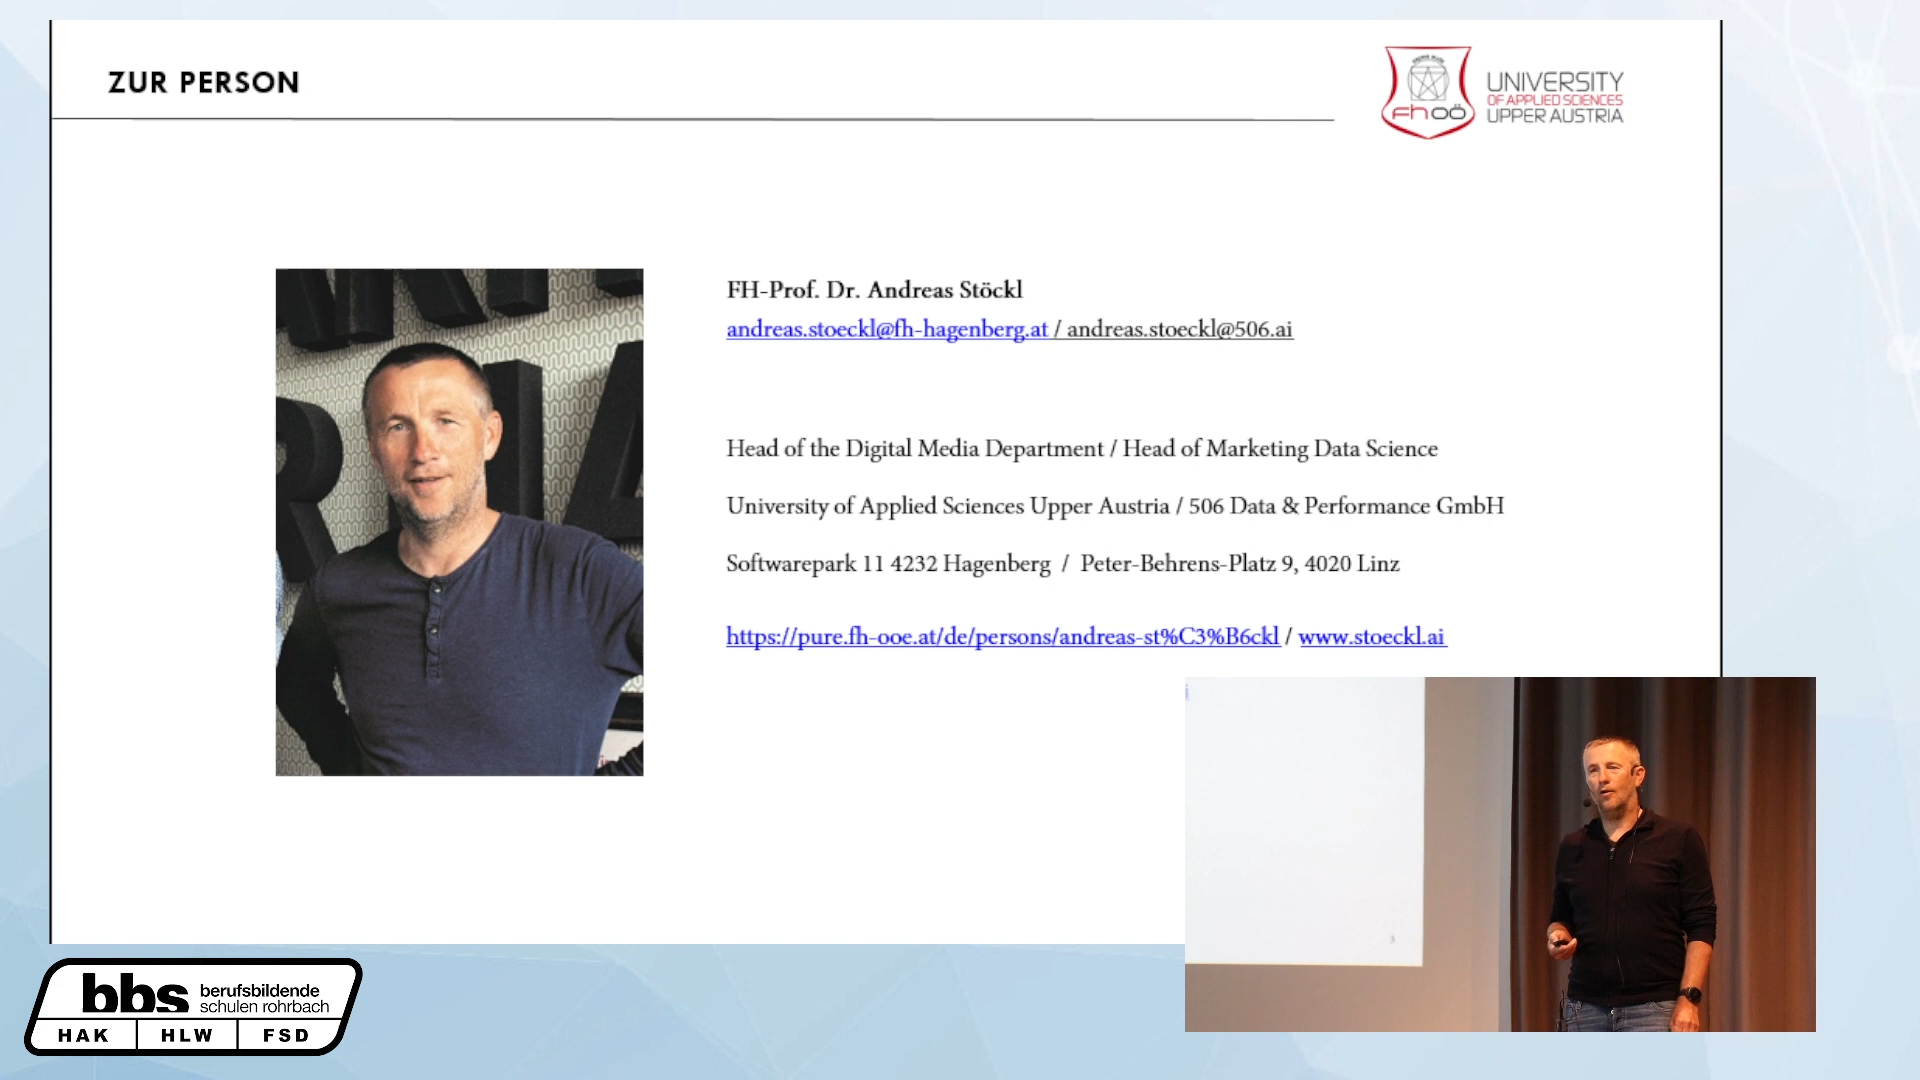 ZUR PERSON
fhoö
UNIVERSITY
OF APPLIED SCIENCES
UPPER AUSTRIA
FH-Prof. Dr. Andreas Stöckl
andreas.stoeckl@fh-hagenberg.at / andreas.stoeckl@506.ai
Head of the Digital Media Department / Head of Marketing Data Science
University of Applied Sciences Upper Austria / 506 Data & Performance GmbH
Softwarepark 11 4232 Hagenberg / Peter-Behrens-Platz 9, 4020 Linz
https://pure.fh-ooe.at/de/persons/andreas-st%C3%B6ckl / www.stoeckl.ai
i
3
bbs berufsbildende
schulen rohrbach
HAK HLW FSD